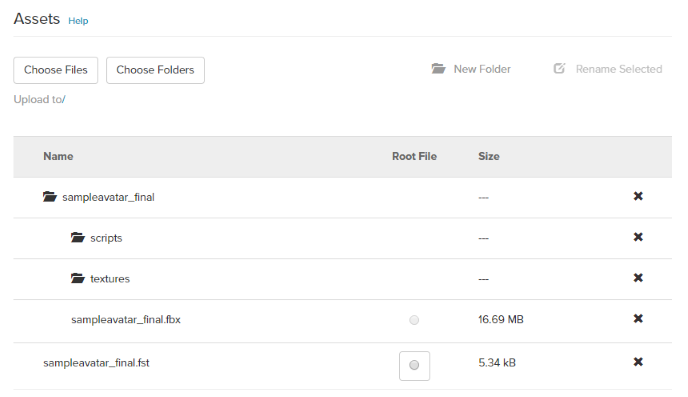 Assets Help
Choose Files Choose Folders New Folder Rename Selected
Upload to/
Name Root File Size
sampleavatar_final ---
scripts ---
textures ---
sampleavatar_final.fbx 16.69 MB
sampleavatar_final.fst 5.34 kB